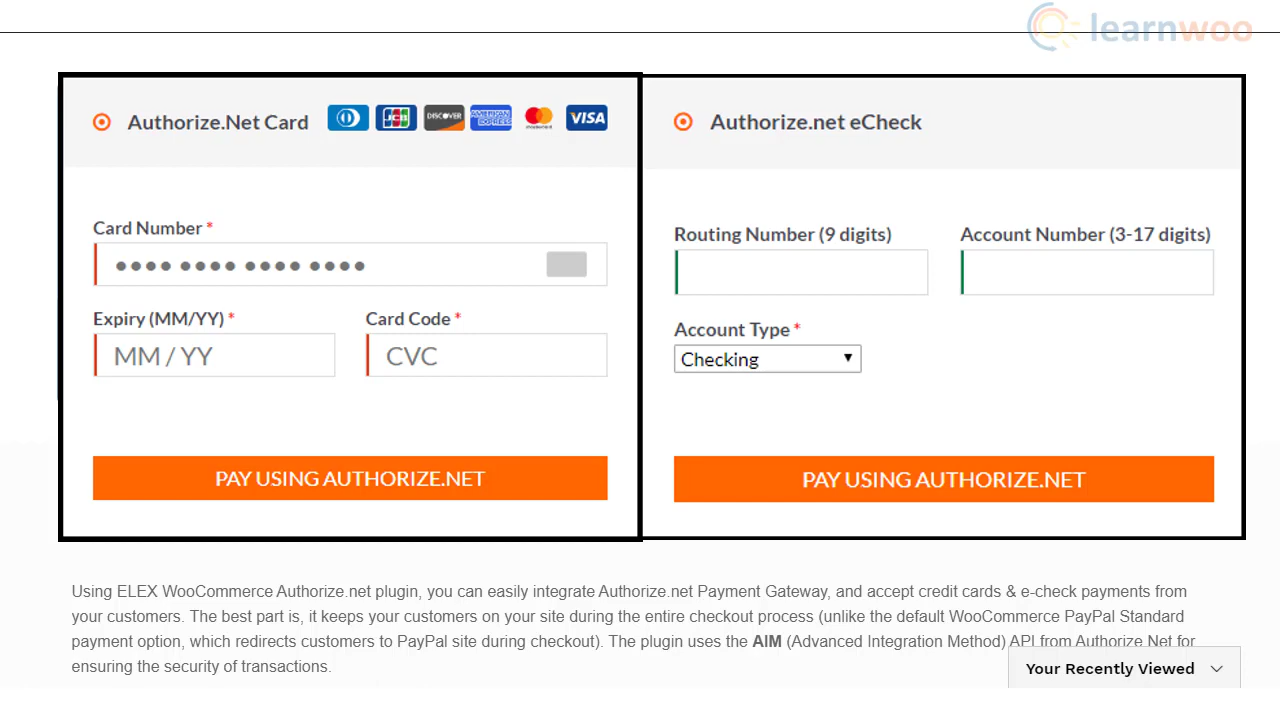 learnwoo
Authorize.Net Card
JCB
DISCOVER
AMERICAN
EXPRESS
VISA
Authorize.net eCheck
Card Number *
Expiry (MM/YY) *
Card Code *
MM / YY
CVC
PAY USING AUTHORIZE.NET
Routing Number (9 digits)
Account Number (3-17 digits)
Account Type *
Checking
PAY USING AUTHORIZE.NET
Using ELEX WooCommerce Authorize.net plugin, you can easily integrate Authorize.net Payment Gateway, and accept credit cards & e-check payments from
your customers. The best part is, it keeps your customers on your site during the entire checkout process (unlike the default WooCommerce PayPal Standard
payment option, which redirects customers to PayPal site during checkout). The plugin uses the AIM (Advanced Integration Method) API from Authorize Net for
ensuring the security of transactions.
Your Recently Viewed